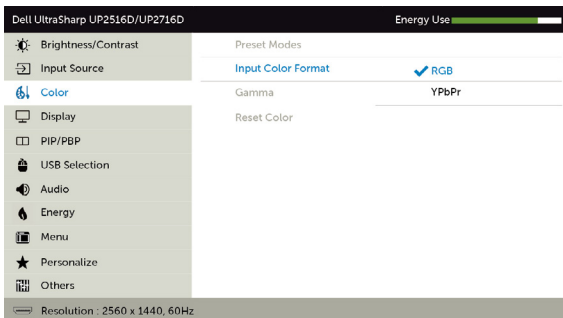 Dell UltraSharp UP2516D/UP2716D Energy Use
Brightness/Contrast Preset Modes
Input Source Input Color Format RGB
Color Gamma YPbPr
Display Reset Color
PIP/PBP
USB Selection
Audio
Energy
Menu
Personalize
Others
Resolution : 2560 x 1440, 60Hz